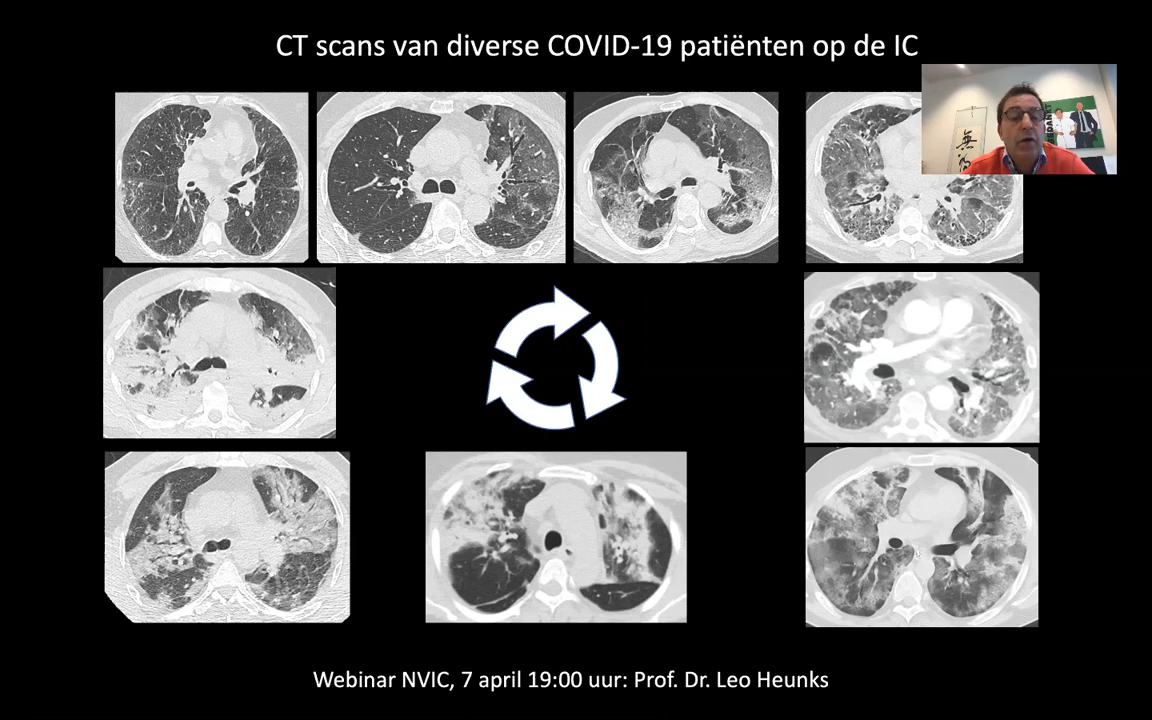 CT scans van diverse COVID-19 patiënten op de IC
無
Webinar NVIC, 7 april 19:00 uur: Prof. Dr. Leo Heunks